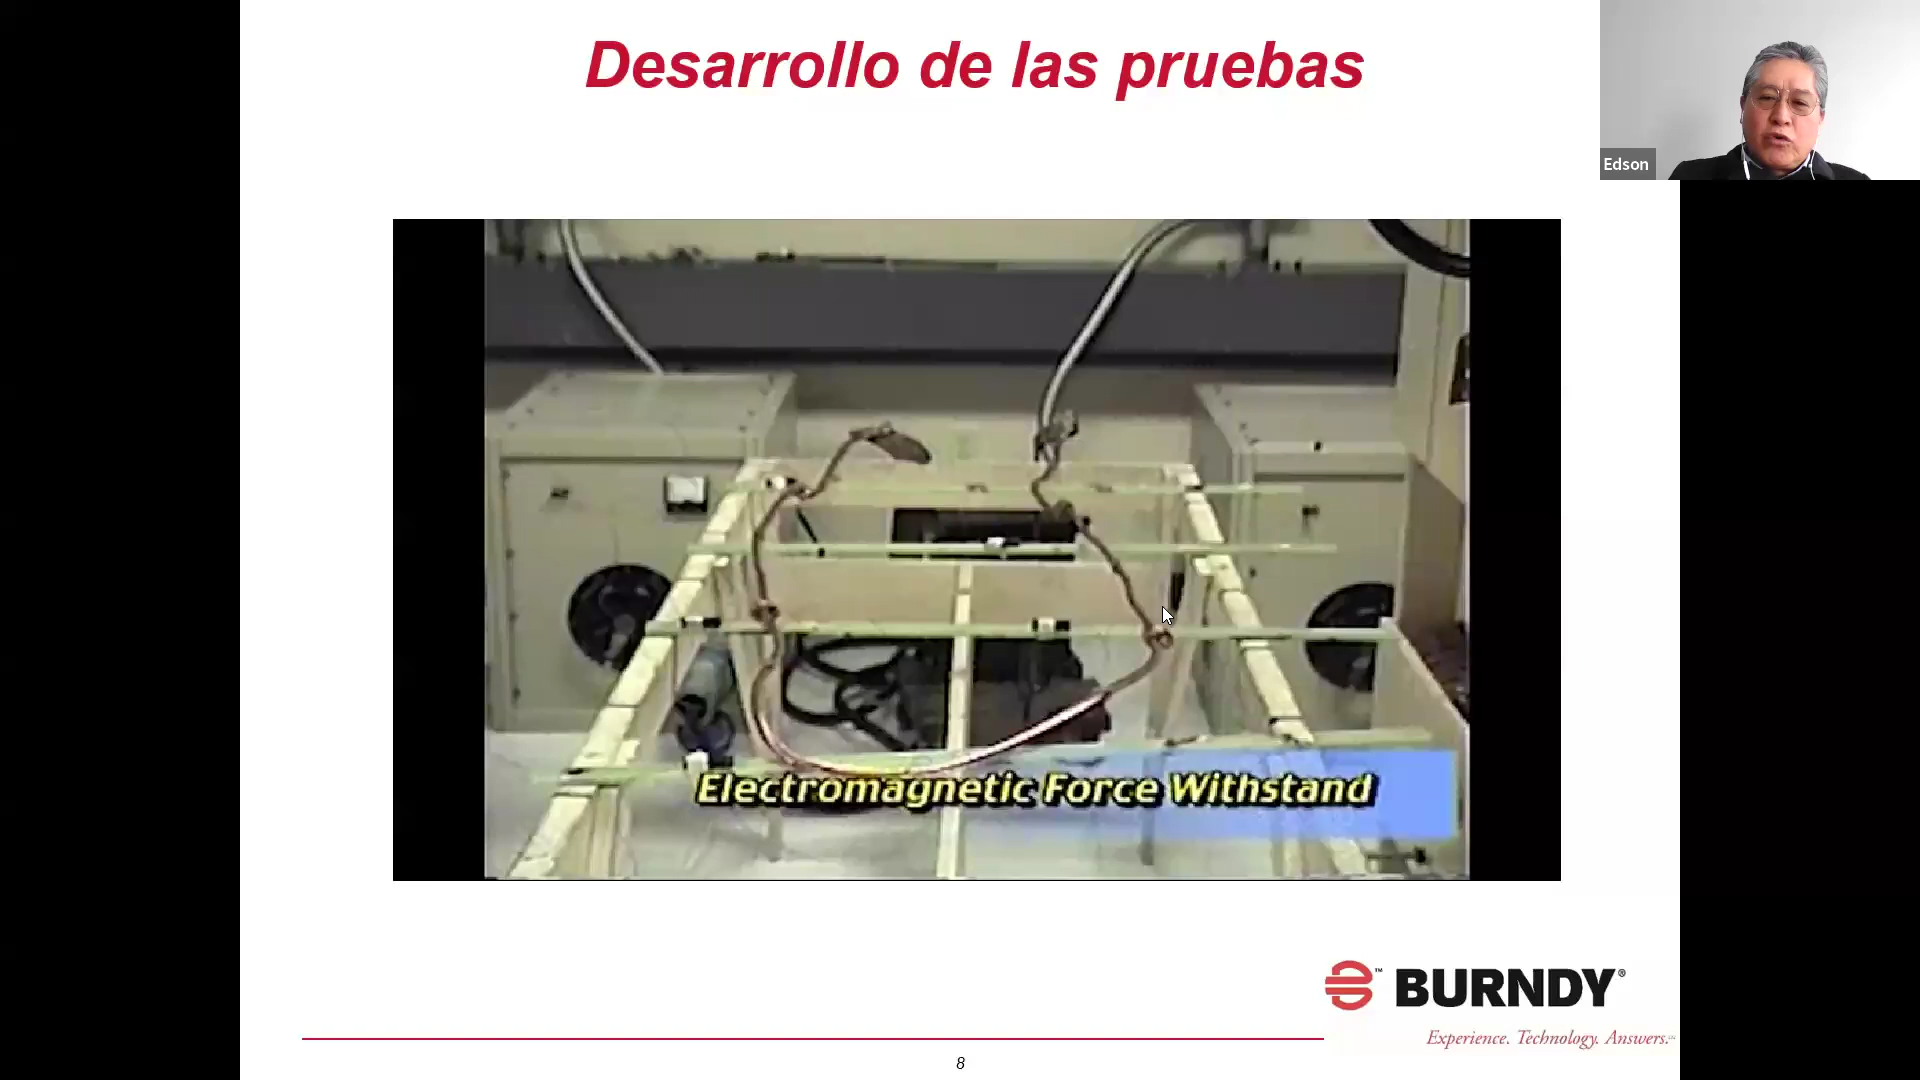 Desarrollo de las pruebas
Edson
Electromagnetic Force Withstand
BURNDY®
Experience. Technology. Answers.
8